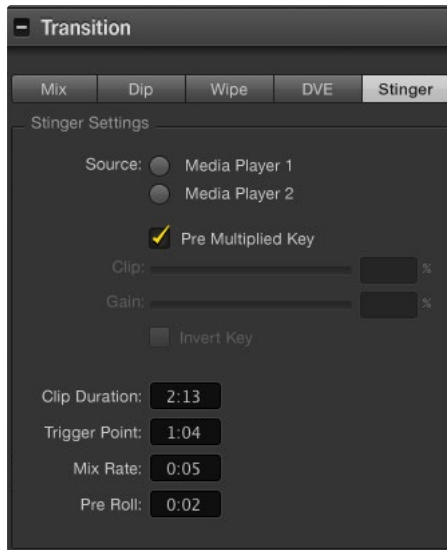 Transition
Mix Dip Wipe DVE Stinger
Stinger Settings
Source: Media Player 1
Media Player 2
Pre Multiplied Key
Clip: %
Gain: %
Invert Key
Clip Duration: 2:13
Trigger Point: 1:04
Mix Rate: 0:05
Pre Roll: 0:02